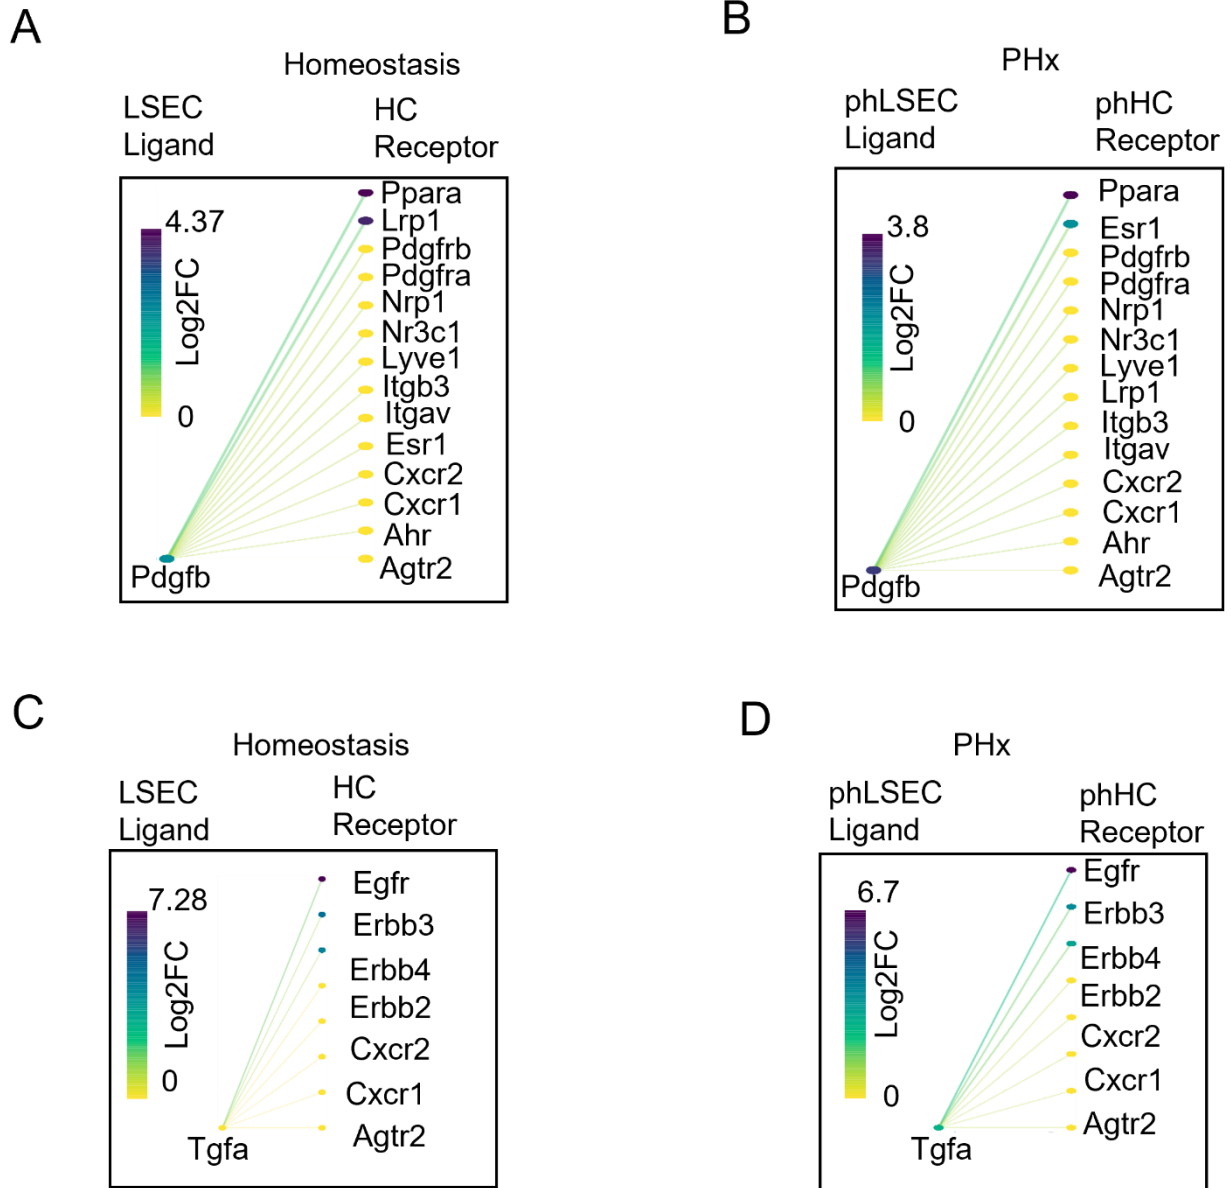 A
Homeostasis
LSEC
Ligand
HC
Receptor
4.37
Log2FC
0
Ppara
Lrp1
Pdgfrb
Pdgfra
Nrp1
Nr3c1
Lyve1
Itgb3
Itgav
Esr1
Cxcr2
Cxcr1
Ahr
Agtr2
Pdgfb
B
PHx
phLSEC
Ligand
phHC
Receptor
3.8
Log2FC
0
Ppara
Esr1
Pdgfrb
Pdgfra
Nrp1
Nr3c1
Lyve1
Lrp1
Itgb3
Itgav
Cxcr2
Cxcr1
Ahr
Agtr2
Pdgfb
C
Homeostasis
LSEC
Ligand
HC
Receptor
7.28
Log2FC
0
Egfr
Erbb3
Erbb4
Erbb2
Cxcr2
Cxcr1
Agtr2
Tgfa
D
PHx
phLSEC
Ligand
phHC
Receptor
6.7
Log2FC
0
Egfr
Erbb3
Erbb4
Erbb2
Cxcr2
Cxcr1
Agtr2
Tgfa